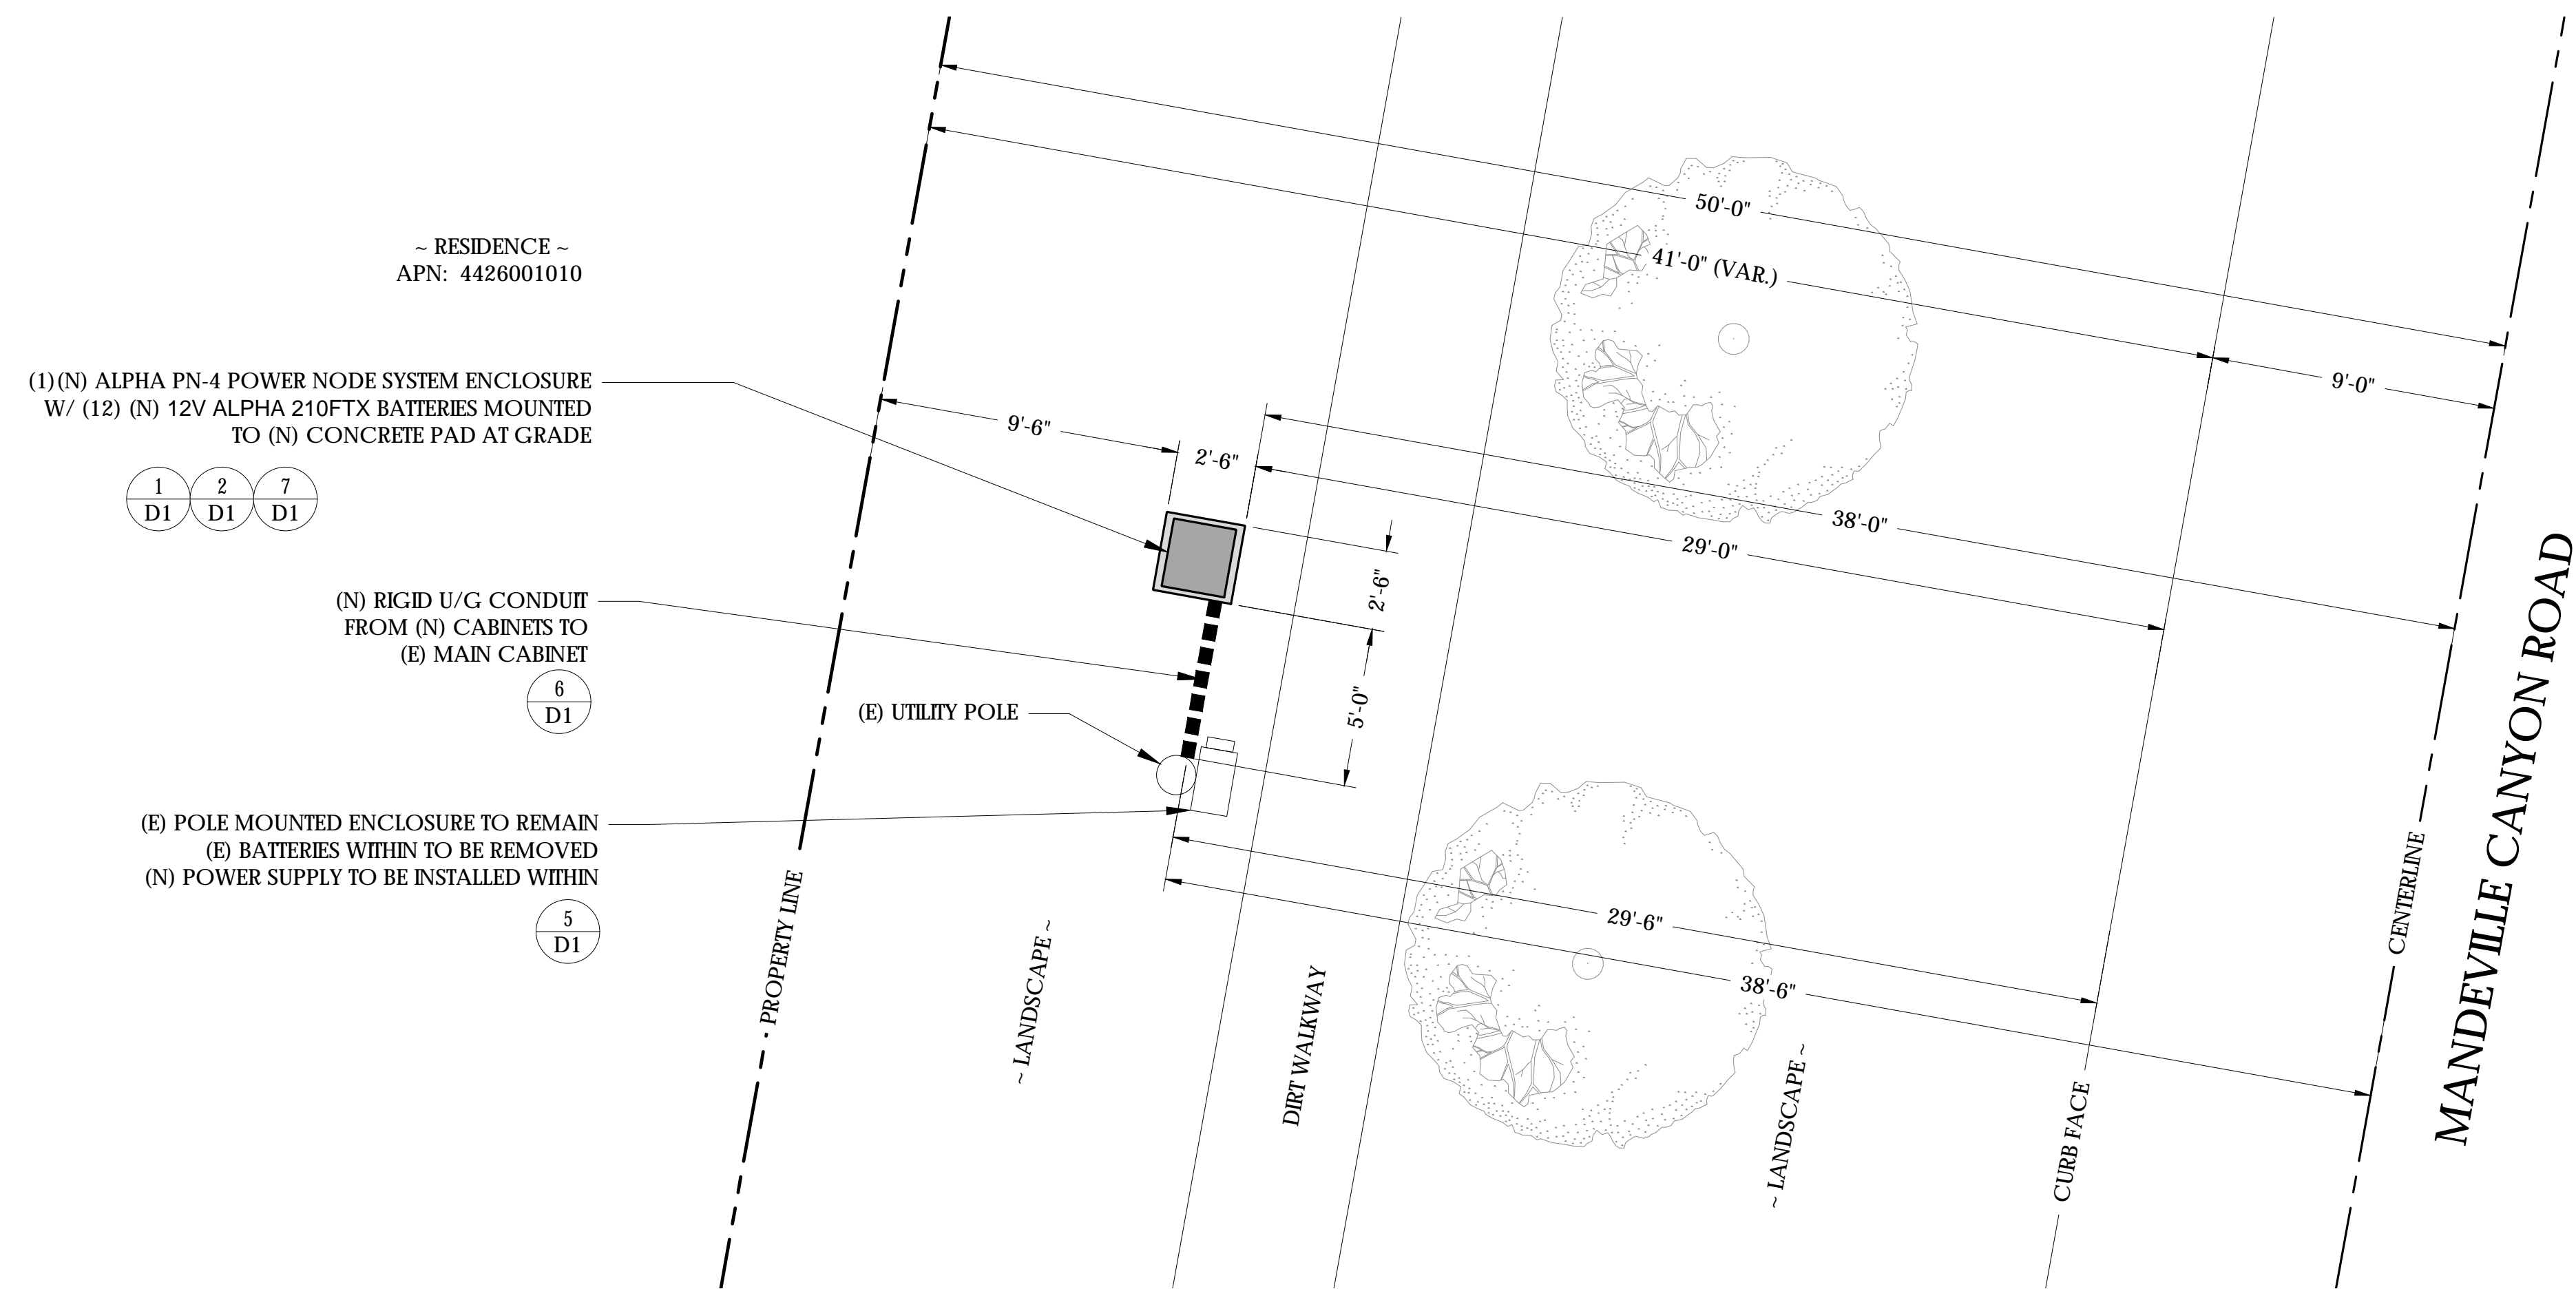 ~ RESIDENCE ~
APN: 4426001010
(1)(N) ALPHA PN-4 POWER NODE SYSTEM ENCLOSURE
W/ (12) (N) 12V ALPHA 210FTX BATTERIES MOUNTED
TO (N) CONCRETE PAD AT GRADE
1 2 7
D1 D1 D1
(N) RIGID U/G CONDUIT
FROM (N) CABINETS TO
(E) MAIN CABINET
6
D1
(E) UTILITY POLE
(E) POLE MOUNTED ENCLOSURE TO REMAIN
(E) BATTERIES WITHIN TO BE REMOVED
(N) POWER SUPPLY TO BE INSTALLED WITHIN
5
D1
50'-0"
41'-0" (VAR.)
9'-0"
9'-6"
2'-6"
38'-0"
29'-0"
2'-6"
5'-0"
29'-6"
38'-6"
PROPERTY LINE
~ LANDSCAPE ~
DIRT WALKWAY
~ LANDSCAPE ~
CURB FACE
CENTERLINE
MANDEVILLE CANYON ROAD